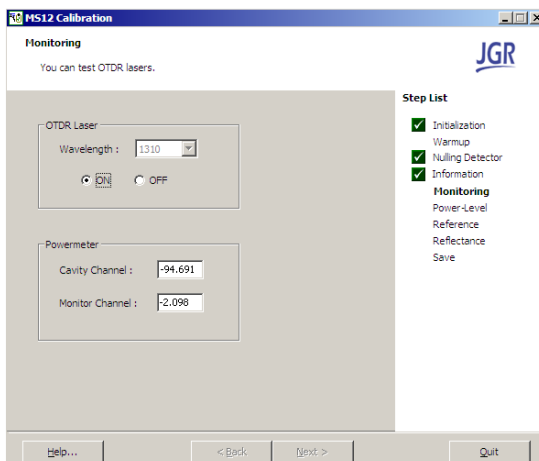 MS12 Calibration
Monitoring
You can test OTDR lasers.
JGR
Step List
Initialization
Warmup
Nulling Detector
Information
Monitoring
Power-Level
Reference
Reflectance
Save
OTDR Laser
Wavelength : 1310
ON OFF
Powermeter
Cavity Channel : -94.691
Monitor Channel : -2.098
Help... < Back Next > Quit